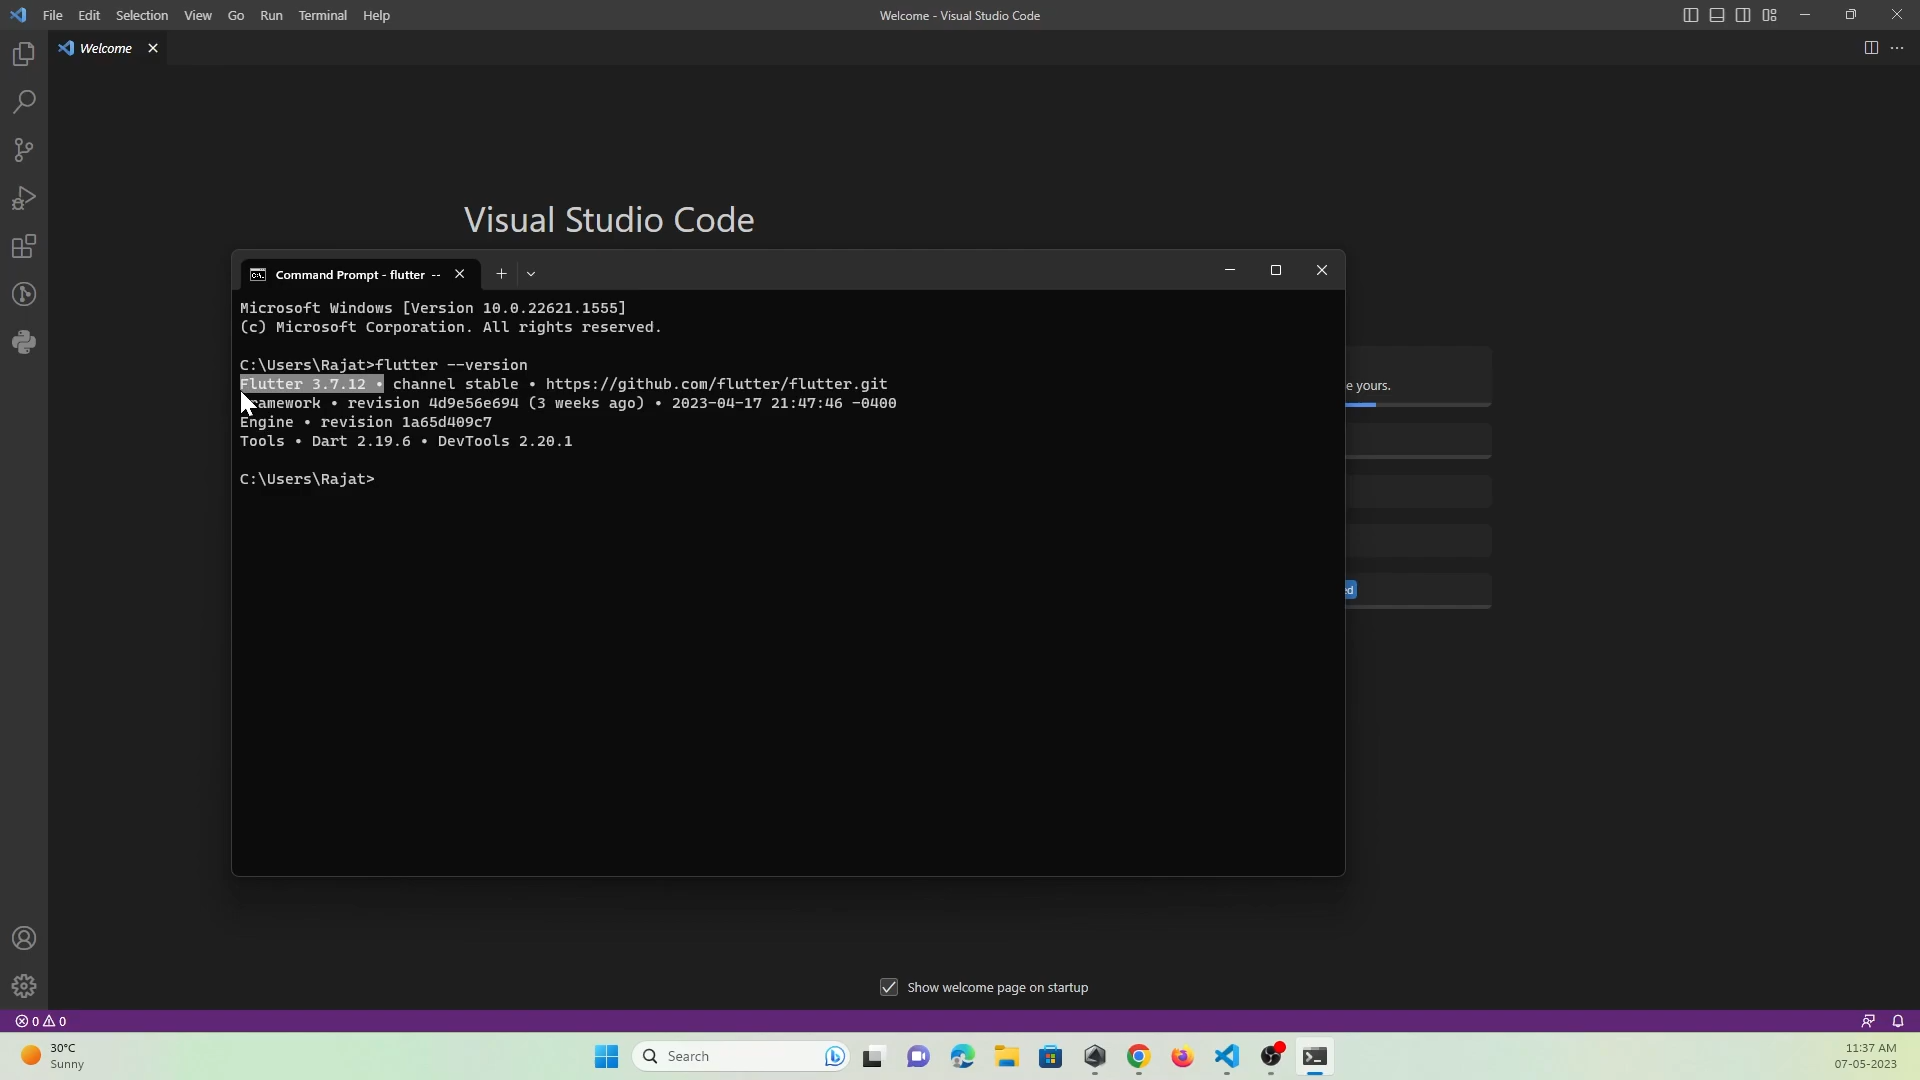 File Edit Selection View Go Run Terminal Help
Welcome - Visual Studio Code
Welcome
Visual Studio Code
Command Prompt - flutter --
Microsoft Windows [Version 10.0.22621.1555]
(c) Microsoft Corporation. All rights reserved.
C:\Users\Rajat>flutter --version
Flutter 3.7.12 • channel stable • https://github.com/flutter/flutter.git
Framework • revision 4d9e56e694 (3 weeks ago) • 2023-04-17 21:47:46 -0400
Engine • revision 1a65d409c7
Tools • Dart 2.19.6 • DevTools 2.20.1
C:\Users\Rajat>
e yours.
ed
Show welcome page on startup
0 0
30°C
Sunny
Search
11:37 AM
07-05-2023